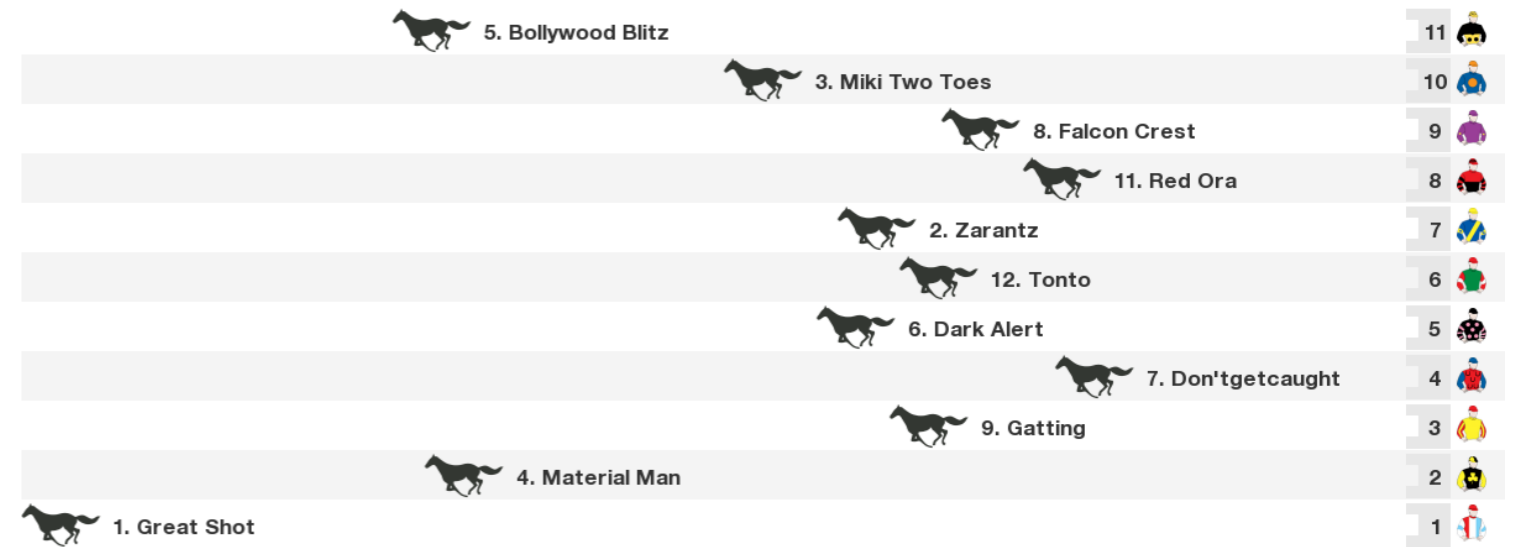 5. Bollywood Blitz 11
3. Miki Two Toes 10
8. Falcon Crest 9
11. Red Ora 8
2. Zarantz 7
12. Tonto 6
6. Dark Alert 5
7. Don'tgetcaught 4
9. Gatting 3
4. Material Man 2
1. Great Shot 1